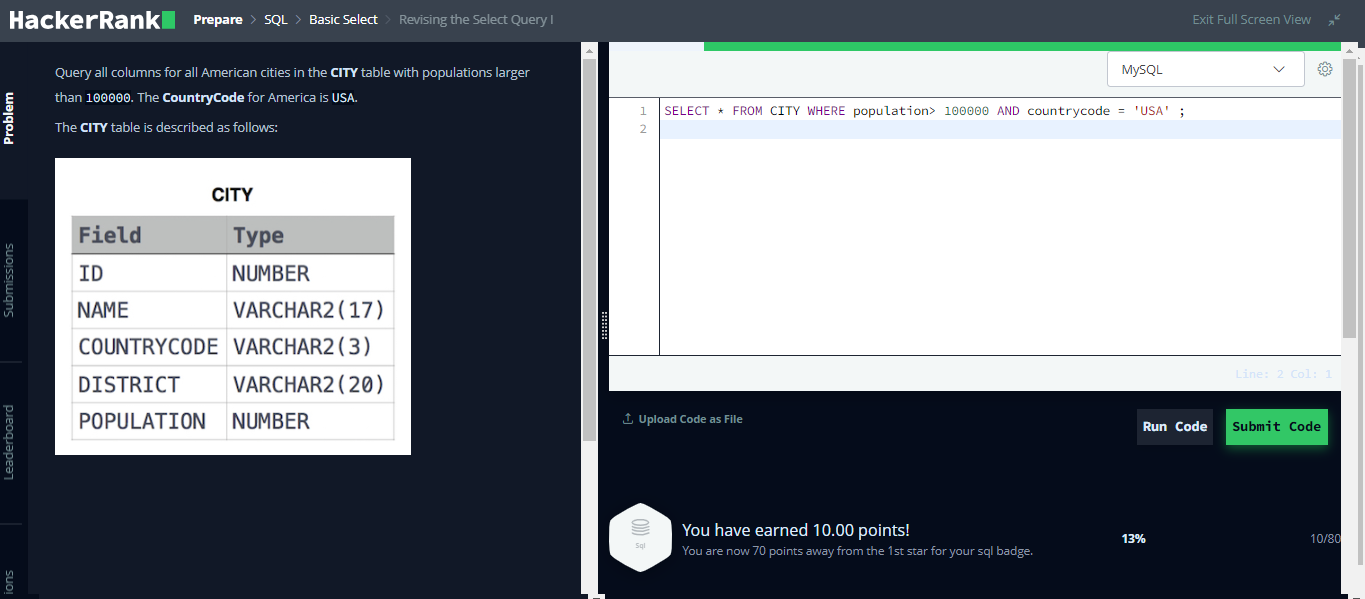 HackerRank
Prepare > SQL > Basic Select > Revising the Select Query I
Exit Full Screen View
Problem
Submissions
Leaderboard
ions
Query all columns for all American cities in the CITY table with populations larger
than 100000. The CountryCode for America is USA.
The CITY table is described as follows:
CITY
Field Type
ID NUMBER
NAME VARCHAR2(17)
COUNTRYCODE VARCHAR2(3)
DISTRICT VARCHAR2(20)
POPULATION NUMBER
MySQL
1 SELECT * FROM CITY WHERE population> 100000 AND countrycode = 'USA' ;
2
Line: 2 Col: 1
Upload Code as File
Run Code
Submit Code
Sql
You have earned 10.00 points!
You are now 70 points away from the 1st star for your sql badge.
13%
10/80